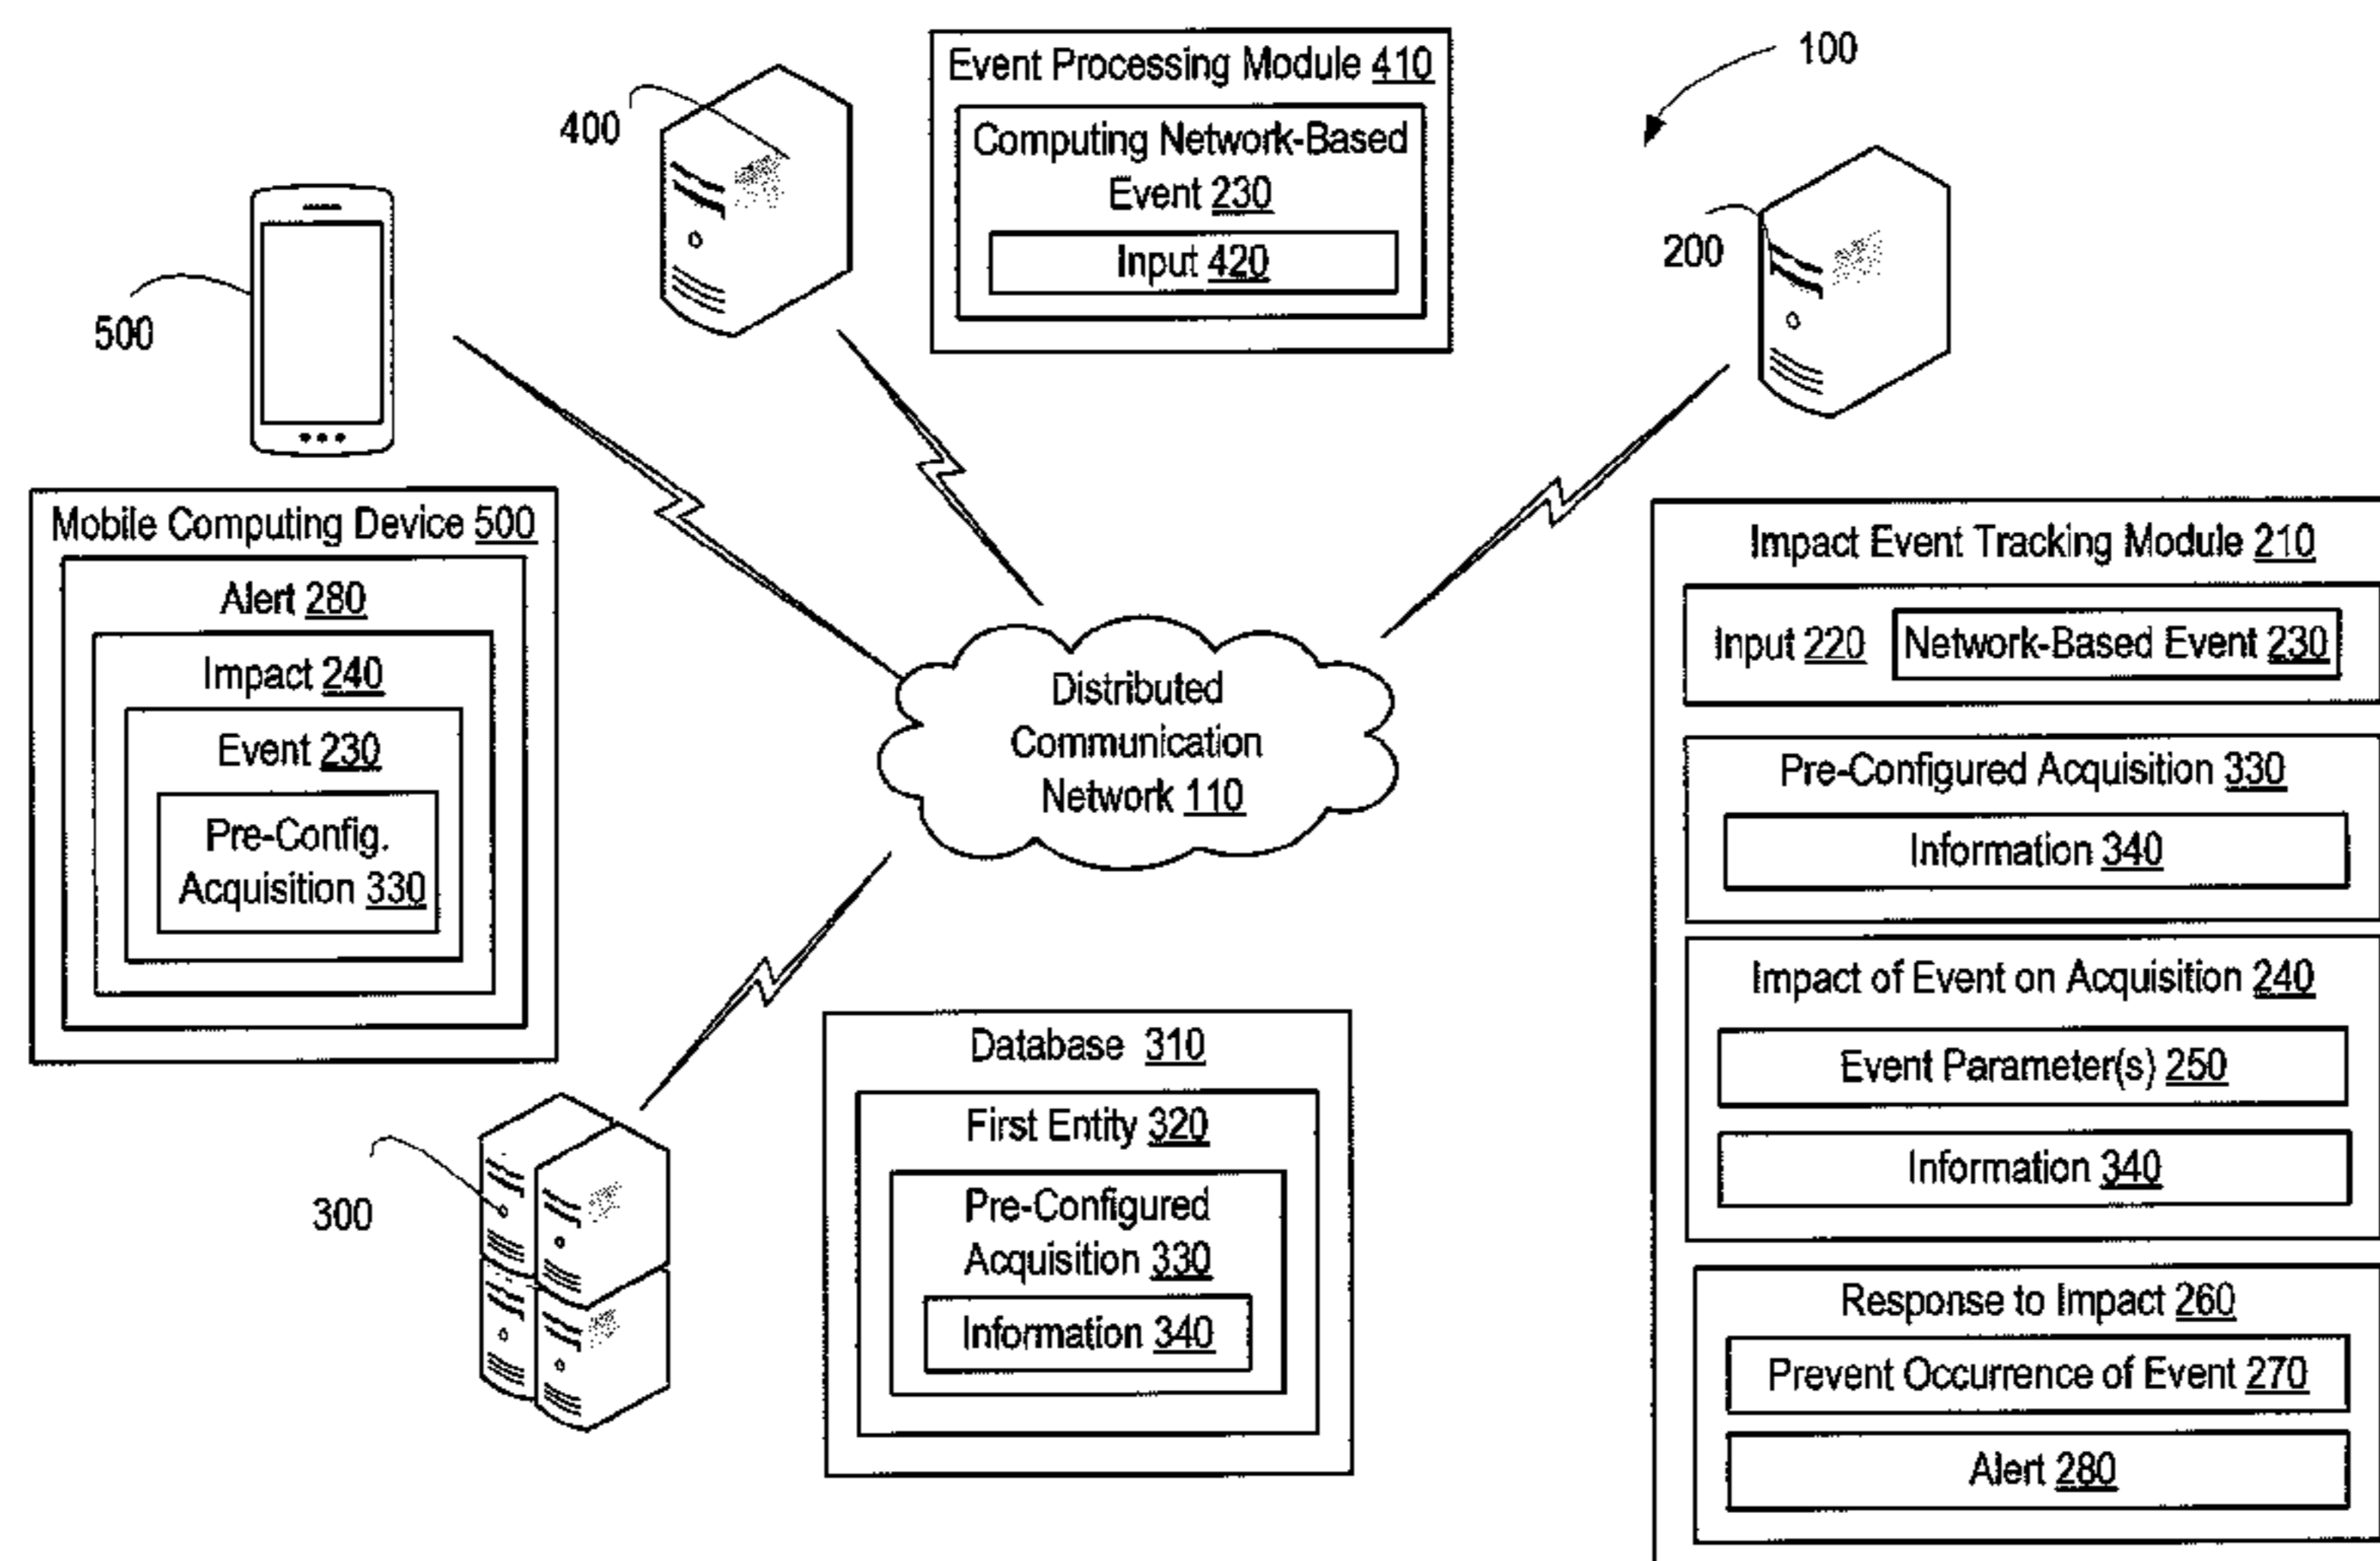 100
400
Event Processing Module 410
Computing Network-Based
Event 230
Input 420
200
500
Mobile Computing Device 500
Alert 280
Impact 240
Event 230
Pre-Config.
Acquisition 330
Distributed
Communication
Network 110
Impact Event Tracking Module 210
Input 220
Network-Based Event 230
Pre-Configured Acquisition 330
Information 340
Impact of Event on Acquisition 240
Event Parameter(s) 250
Information 340
Response to Impact 260
Prevent Occurrence of Event 270
Alert 280
300
Database 310
First Entity 320
Pre-Configured
Acquisition 330
Information 340